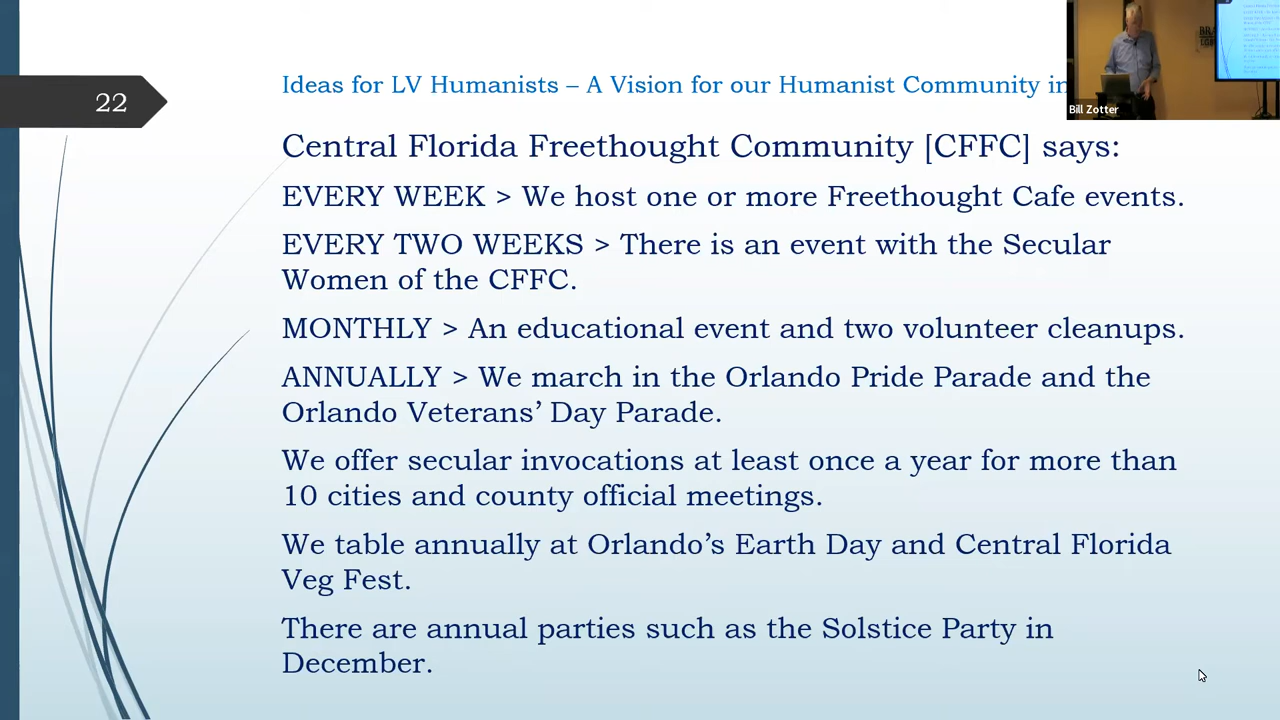 22
Ideas for LV Humanists – A Vision for our Humanist Community in
Bill Zotter
Central Florida Freethought Community [CFFC] says:
EVERY WEEK > We host one or more Freethought Cafe events.
EVERY TWO WEEKS > There is an event with the Secular
Women of the CFFC.
MONTHLY > An educational event and two volunteer cleanups.
ANNUALLY > We march in the Orlando Pride Parade and the
Orlando Veterans’ Day Parade.
We offer secular invocations at least once a year for more than
10 cities and county official meetings.
We table annually at Orlando’s Earth Day and Central Florida
Veg Fest.
There are annual parties such as the Solstice Party in
December.